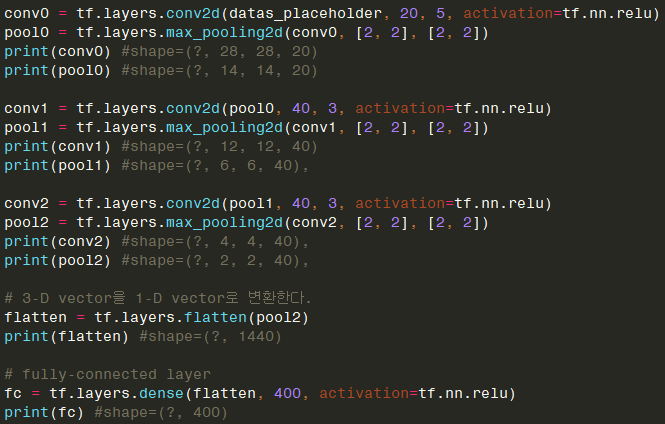 conv0 = tf.layers.conv2d(datas_placeholder, 20, 5, activation=tf.nn.relu)
pool0 = tf.layers.max_pooling2d(conv0, [2, 2], [2, 2])
print(conv0) #shape=(?, 28, 28, 20)
print(pool0) #shape=(?, 14, 14, 20)
conv1 = tf.layers.conv2d(pool0, 40, 3, activation=tf.nn.relu)
pool1 = tf.layers.max_pooling2d(conv1, [2, 2], [2, 2])
print(conv1) #shape=(?, 12, 12, 40)
print(pool1) #shape=(?, 6, 6, 40),
conv2 = tf.layers.conv2d(pool1, 40, 3, activation=tf.nn.relu)
pool2 = tf.layers.max_pooling2d(conv2, [2, 2], [2, 2])
print(conv2) #shape=(?, 4, 4, 40),
print(pool2) #shape=(?, 2, 2, 40),
# 3-D vector을 1-D vector로 변환한다.
flatten = tf.layers.flatten(pool2)
print(flatten) #shape=(?, 1440)
# fully-connected layer
fc = tf.layers.dense(flatten, 400, activation=tf.nn.relu)
print(fc) #shape=(?, 400)